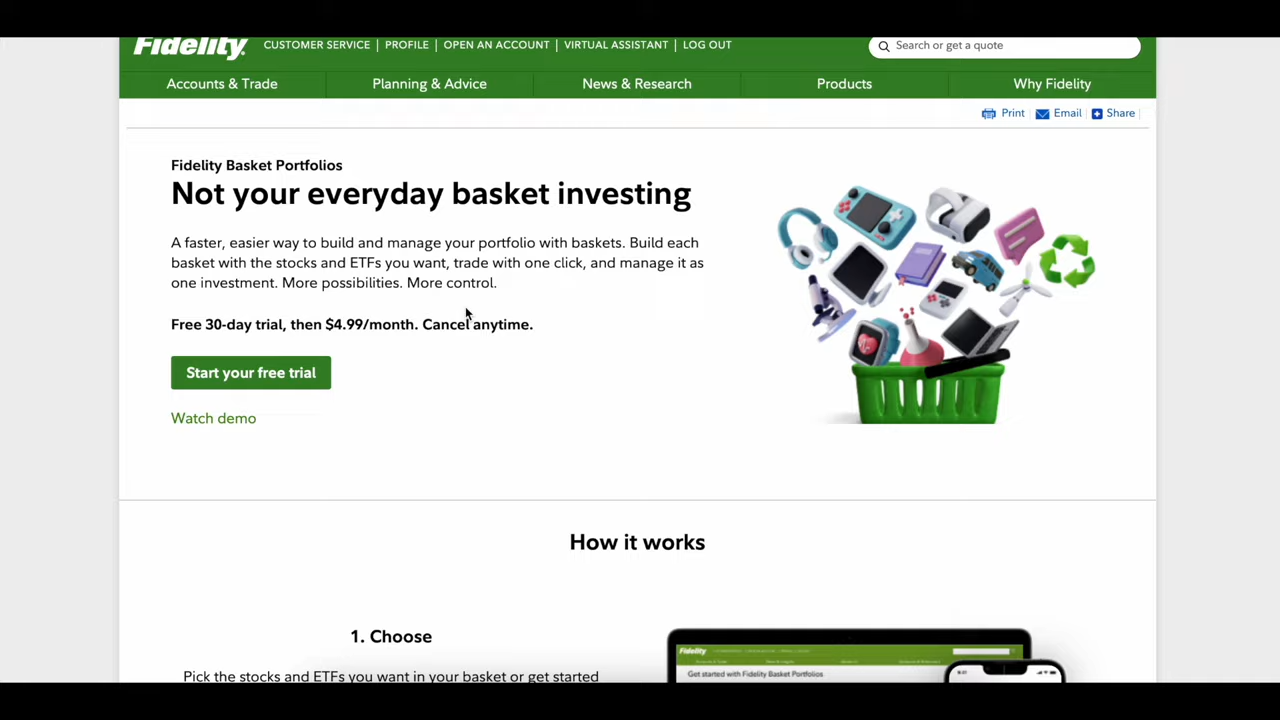 Fidelity
CUSTOMER SERVICE | PROFILE | OPEN AN ACCOUNT | VIRTUAL ASSISTANT | LOG OUT
Search or get a quote
Accounts & Trade
Planning & Advice
News & Research
Products
Why Fidelity
Print
Email
Share
Fidelity Basket Portfolios
Not your everyday basket investing
A faster, easier way to build and manage your portfolio with baskets. Build each
basket with the stocks and ETFs you want, trade with one click, and manage it as
one investment. More possibilities. More control.
Free 30-day trial, then $4.99/month. Cancel anytime.
Start your free trial
Watch demo
How it works
1. Choose
Pick the stocks and ETFs you want in your basket or get started
Fidelity
Get started with Fidelity Basket Portfolios